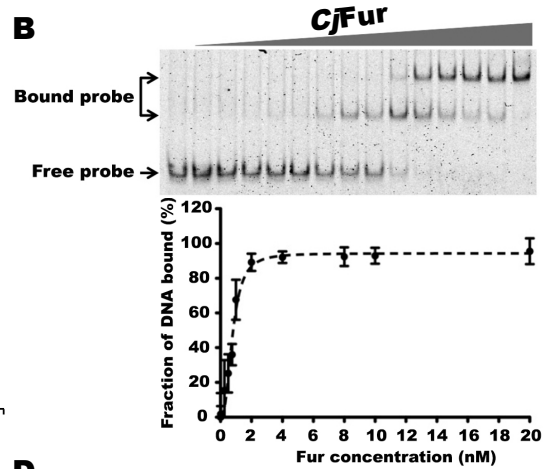 B
CjFur
Bound probe
Free probe
Fraction of DNA bound (%)
120
100
80
60
40
20
0
0 2 4 6 8 10 12 14 16 18 20
Fur concentration (nM)